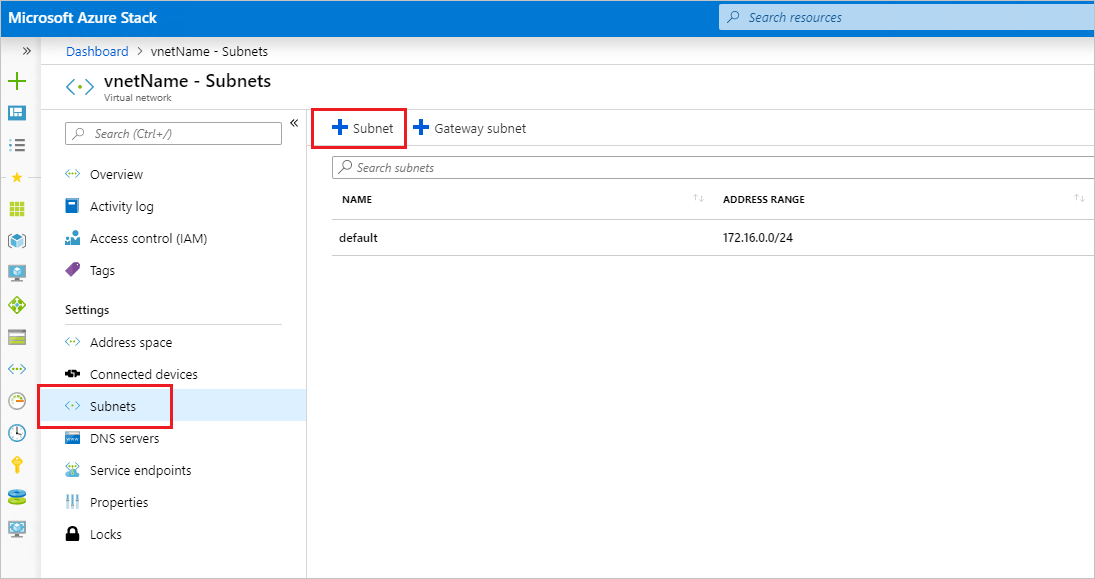 Microsoft Azure Stack
Search resources
Dashboard > vnetName - Subnets
vnetName - Subnets
Virtual network
Search (Ctrl+/)
Overview
Activity log
Access control (IAM)
Tags
Settings
Address space
Connected devices
Subnets
DNS servers
Service endpoints
Properties
Locks
Subnet
Gateway subnet
Search subnets
NAME ADDRESS RANGE
default 172.16.0.0/24